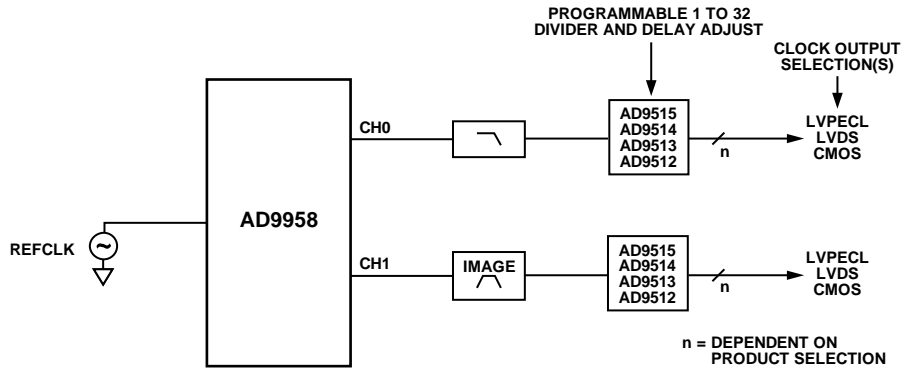 PROGRAMMABLE 1 TO 32
DIVIDER AND DELAY ADJUST
CLOCK OUTPUT
SELECTION(S)
REFCLK
AD9958
CH0
AD9515
AD9514
AD9513
AD9512
n
LVPECL
LVDS
CMOS
CH1
IMAGE
AD9515
AD9514
AD9513
AD9512
n
LVPECL
LVDS
CMOS
n = DEPENDENT ON
PRODUCT SELECTION